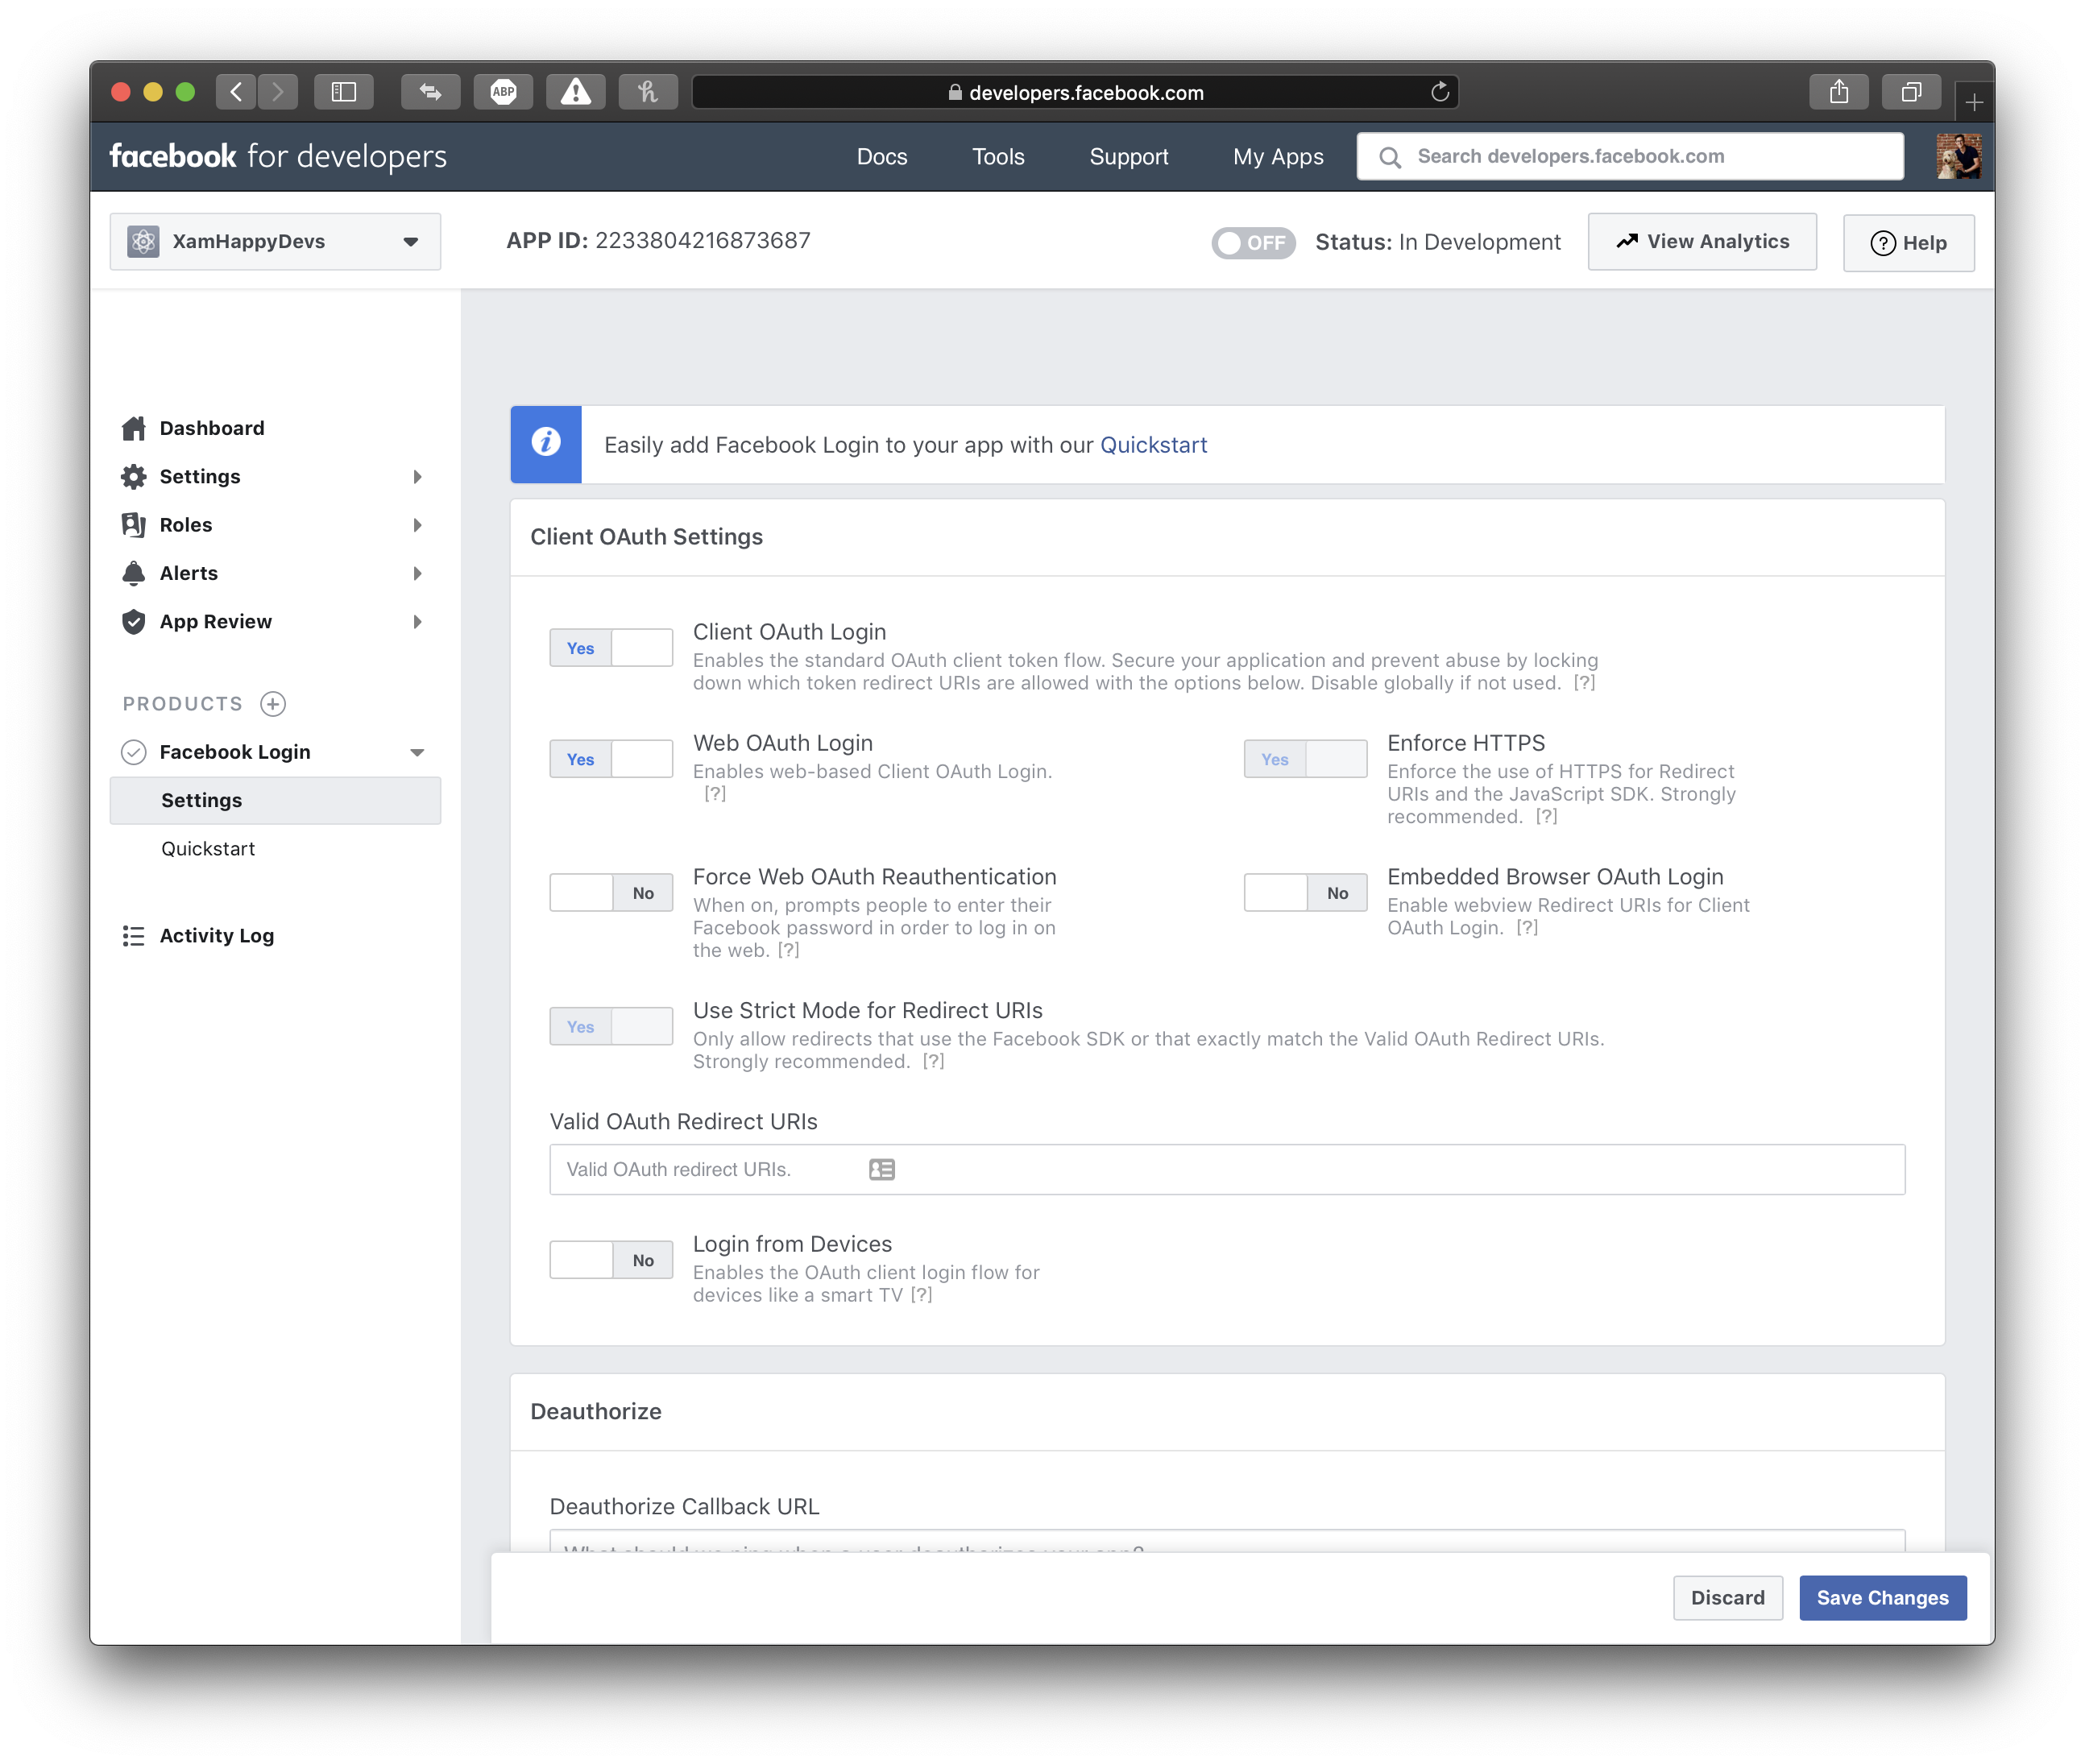 ABP
developers.facebook.com
facebook for developers
Docs
Tools
Support
My Apps
Search developers.facebook.com
XamHappyDevs
APP ID: 2233804216873687
OFF
Status: In Development
View Analytics
Help
Dashboard
Settings
Roles
Alerts
App Review
PRODUCTS
Facebook Login
Settings
Quickstart
Activity Log
Easily add Facebook Login to your app with our Quickstart
Client OAuth Settings
Yes
Client OAuth Login
Enables the standard OAuth client token flow. Secure your application and prevent abuse by locking
down which token redirect URIs are allowed with the options below. Disable globally if not used. [?]
Yes
Web OAuth Login
Enables web-based Client OAuth Login.
[?]
Yes
Enforce HTTPS
Enforce the use of HTTPS for Redirect
URIs and the JavaScript SDK. Strongly
recommended. [?]
No
Force Web OAuth Reauthentication
When on, prompts people to enter their
Facebook password in order to log in on
the web. [?]
No
Embedded Browser OAuth Login
Enable webview Redirect URIs for Client
OAuth Login. [?]
Yes
Use Strict Mode for Redirect URIs
Only allow redirects that use the Facebook SDK or that exactly match the Valid OAuth Redirect URIs.
Strongly recommended. [?]
Valid OAuth Redirect URIs
Valid OAuth redirect URIs.
No
Login from Devices
Enables the OAuth client login flow for
devices like a smart TV [?]
Deauthorize
Deauthorize Callback URL
What should we ping when a user deauthorizes your app?
Discard
Save Changes